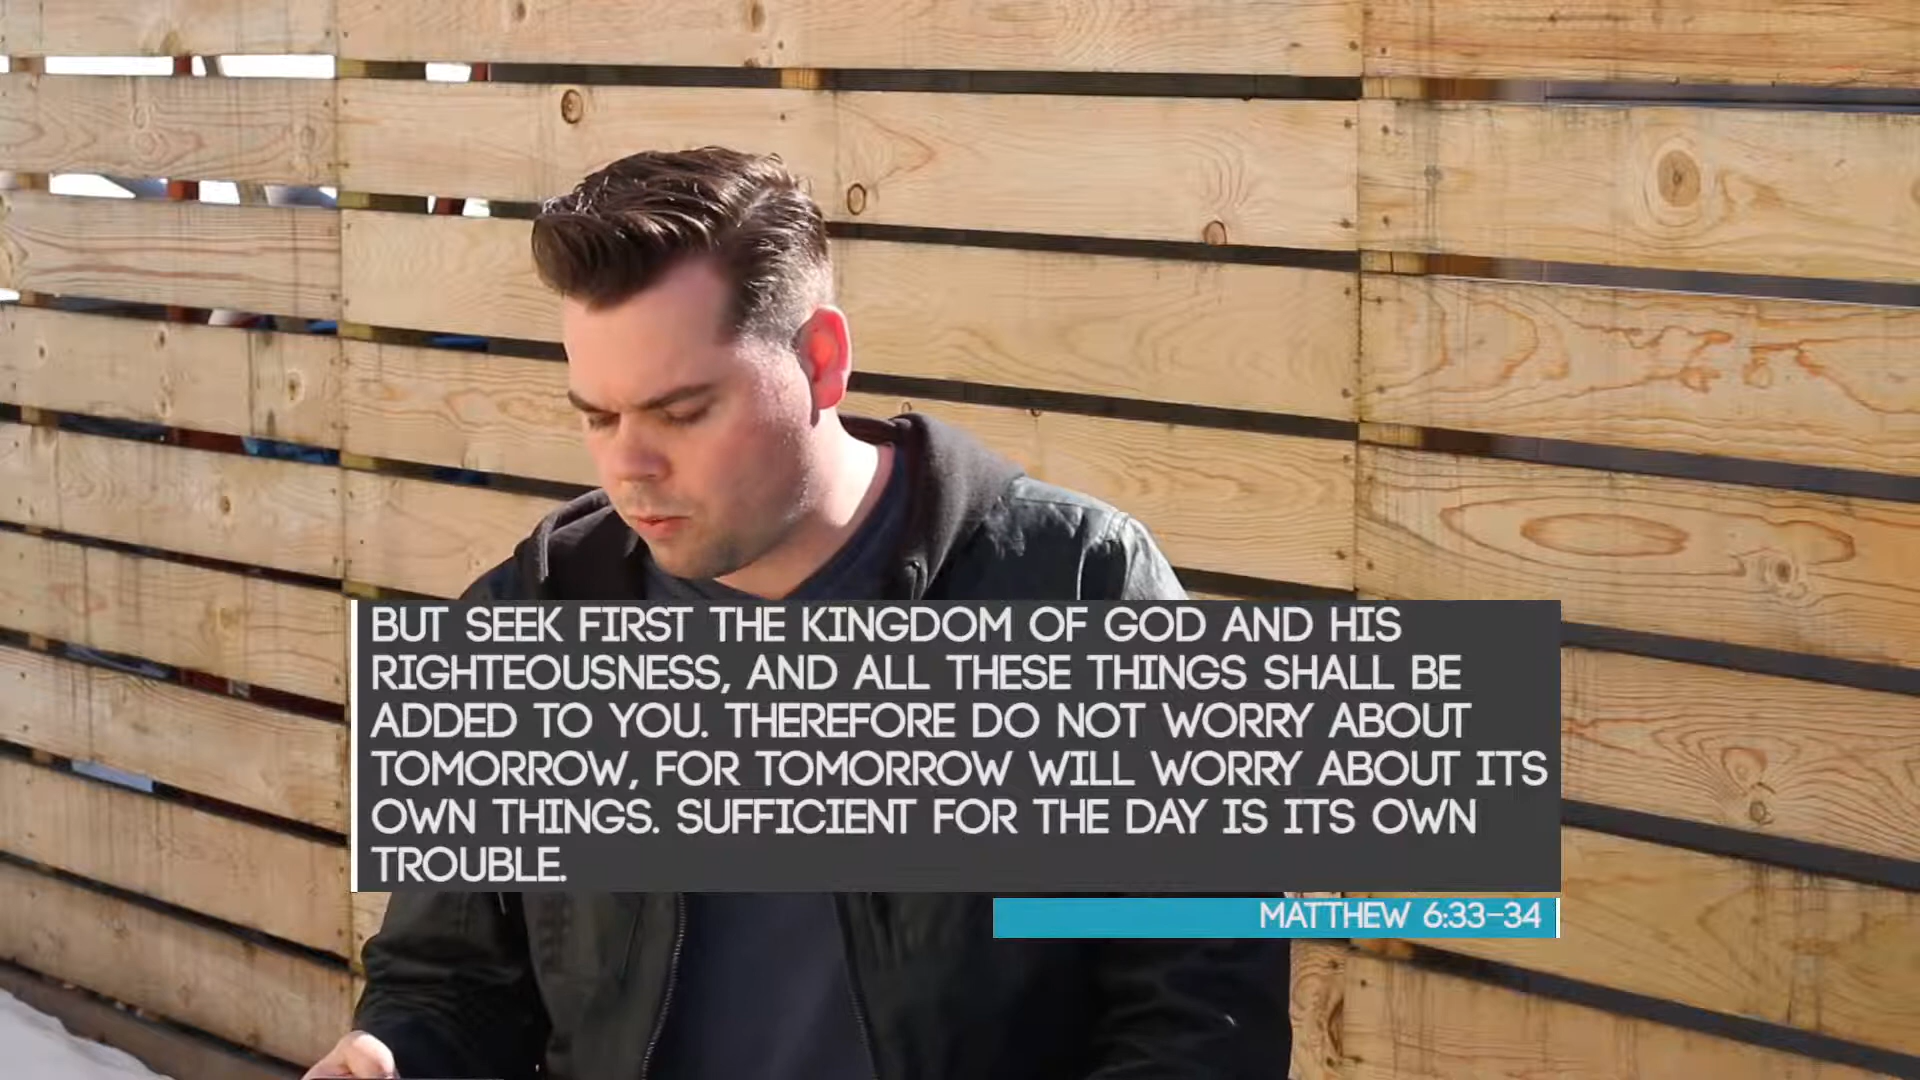 BUT SEEK FIRST THE KINGDOM OF GOD AND HIS
RIGHTEOUSNESS, AND ALL THESE THINGS SHALL BE
ADDED TO YOU. THEREFORE DO NOT WORRY ABOUT
TOMORROW, FOR TOMORROW WILL WORRY ABOUT ITS
OWN THINGS. SUFFICIENT FOR THE DAY IS ITS OWN
TROUBLE.
MATTHEW 6:33-34